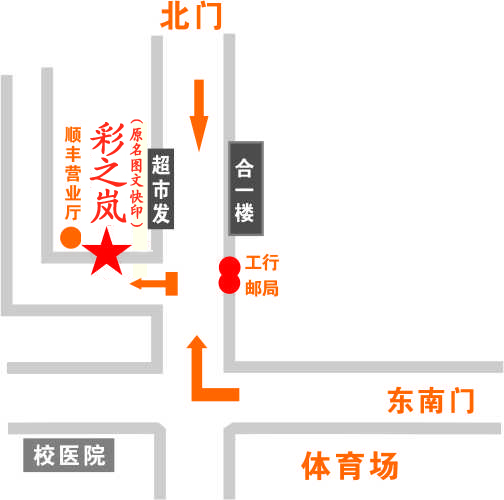 北门
顺丰营业厅
彩之岚
(原名图文快印)
超市发
合一楼
工行
邮局
东南门
校医院
体育场